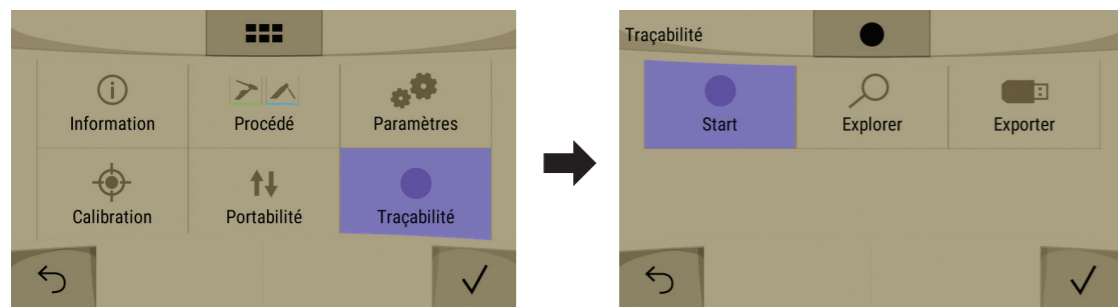 Information
Procédé
Paramètres
Calibration
Portabilité
Traçabilité
Traçabilité
Start
Explorer
Exporter